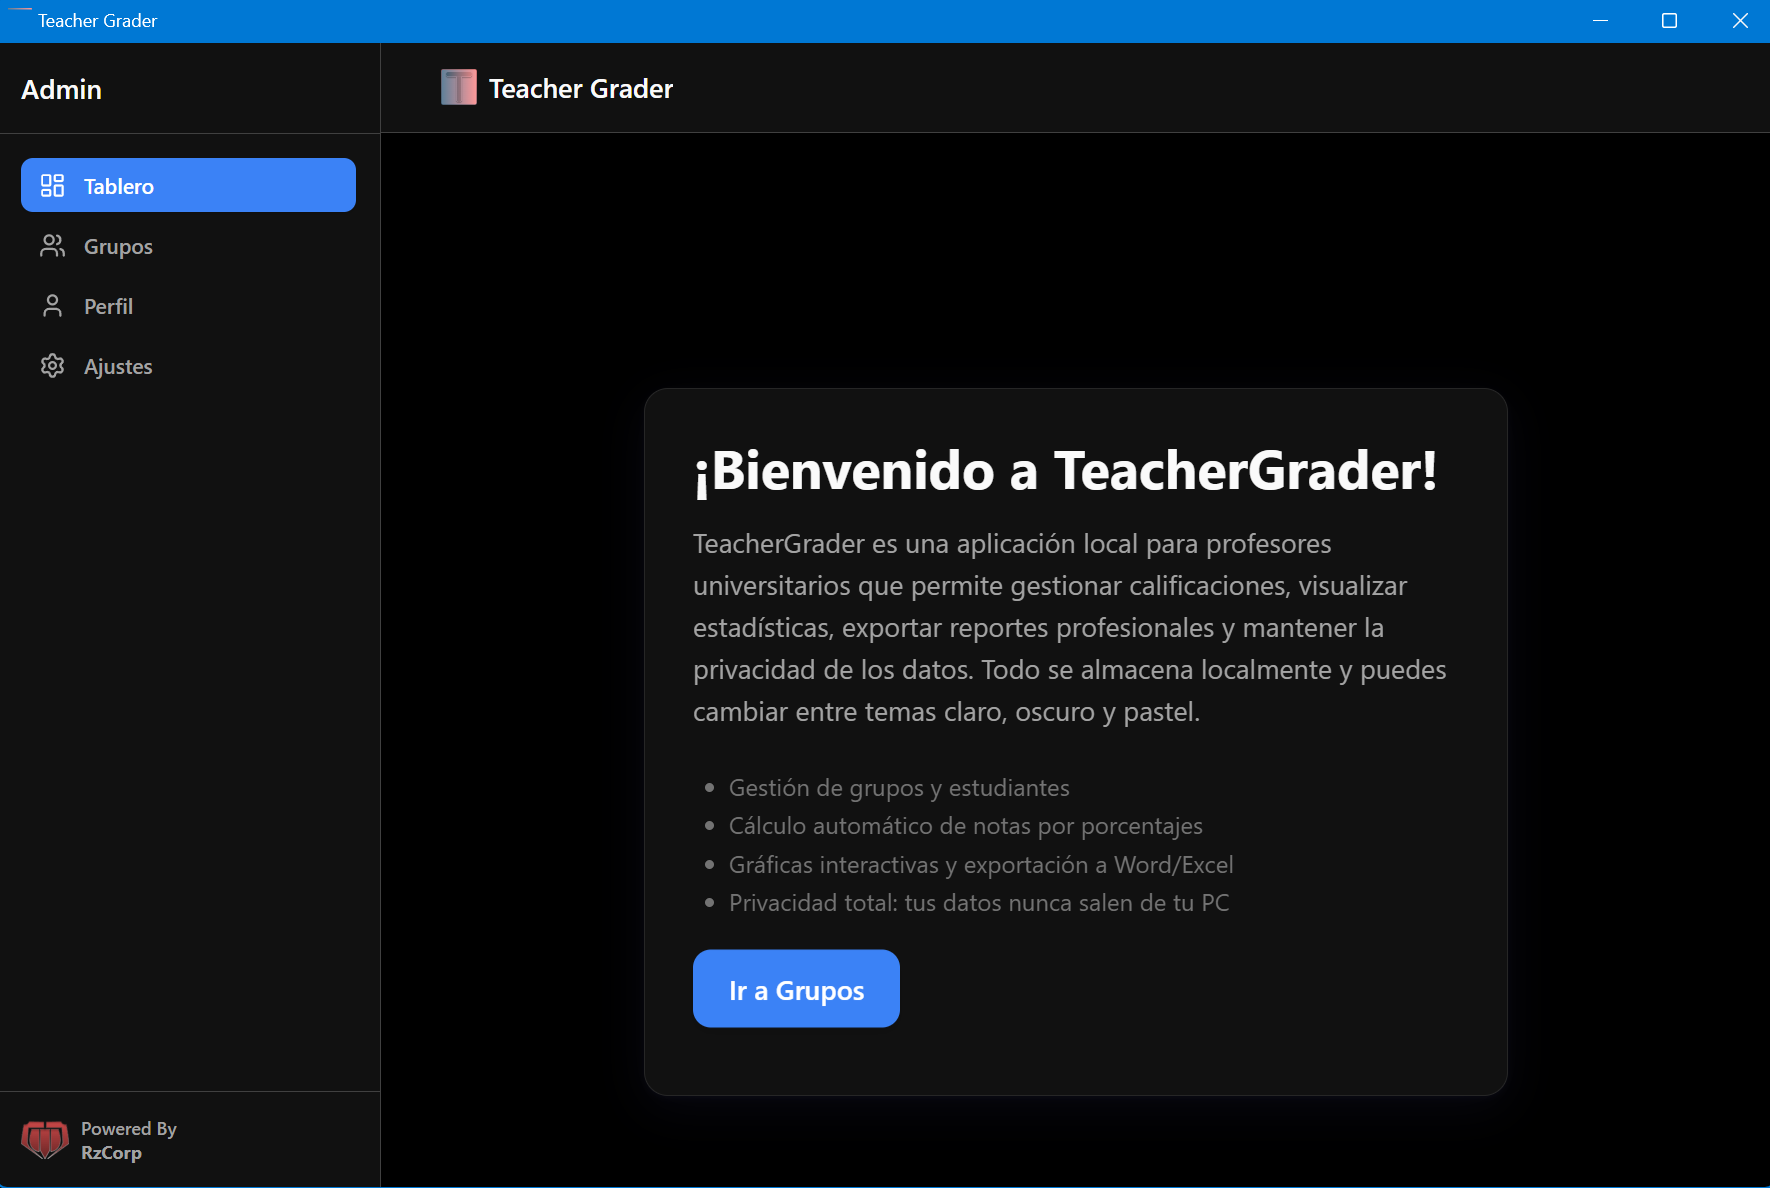 Teacher Grader
Admin
Teacher Grader
Tablero
Grupos
Perfil
Ajustes
¡Bienvenido a TeacherGrader!
TeacherGrader es una aplicación local para profesores
universitarios que permite gestionar calificaciones, visualizar
estadísticas, exportar reportes profesionales y mantener la
privacidad de los datos. Todo se almacena localmente y puedes
cambiar entre temas claro, oscuro y pastel.
Gestión de grupos y estudiantes
Cálculo automático de notas por porcentajes
Gráficas interactivas y exportación a Word/Excel
Privacidad total: tus datos nunca salen de tu PC
Ir a Grupos
Powered By
RzCorp